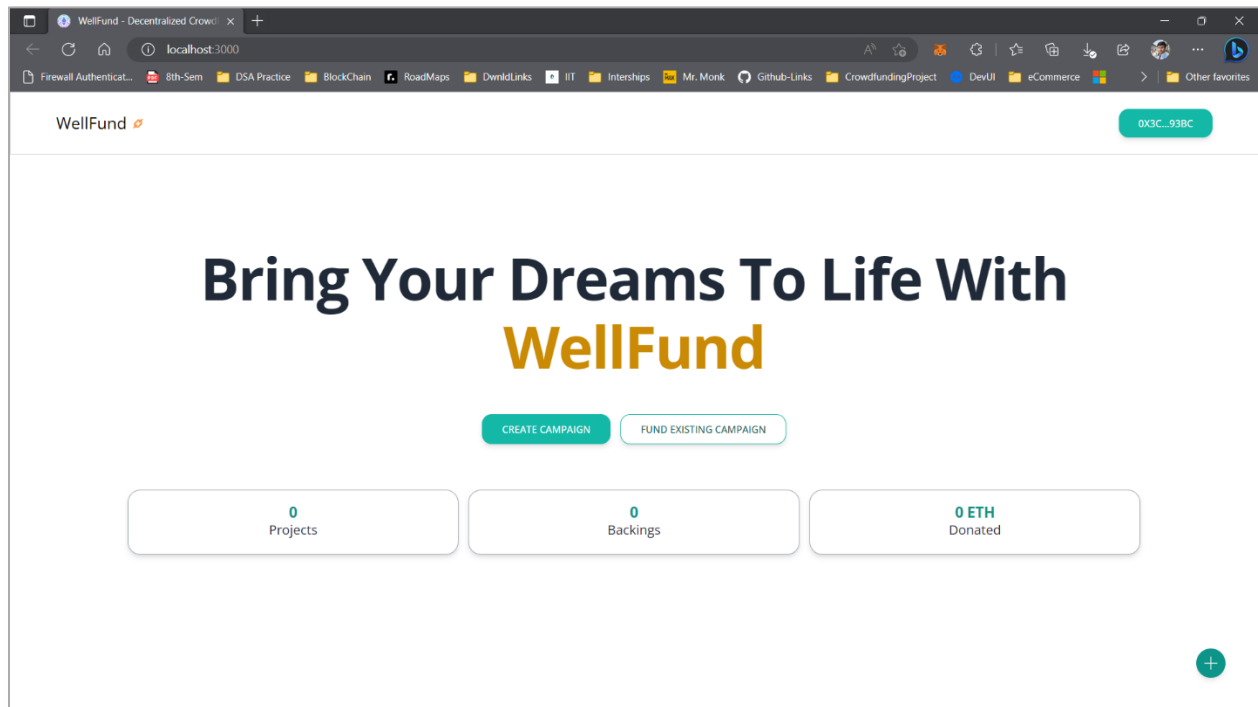 WellFund - Decentralized Crowdf
localhost:3000
Firewall Authenticat...
8th-Sem
DSA Practice
BlockChain
RoadMaps
DwnldLinks
IIT
Interships
Mr. Monk
Github-Links
CrowdfundingProject
DevUI
eCommerce
Other favorites
WellFund
0X3C...93BC
Bring Your Dreams To Life With
WellFund
CREATE CAMPAIGN
FUND EXISTING CAMPAIGN
0
Projects
0
Backings
0 ETH
Donated